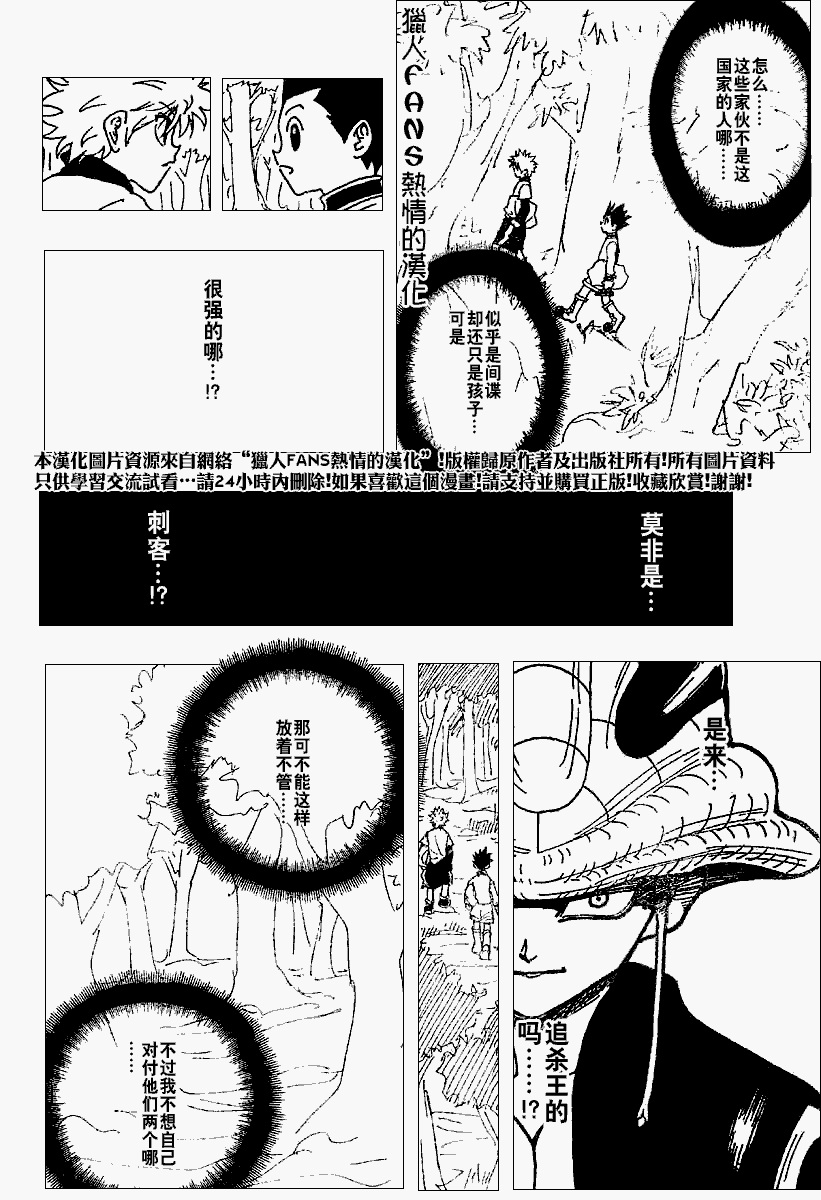 怎么……
这些家伙不是这
国家的人哪……
獵人FANS熱情的漢化
似乎是间谍
却还只是孩子…
可是
很强的哪…!?
本漢化圖片資源來自網絡“獵人FANS熱情的漢化”!版權歸原作者及出版社所有!所有圖片資料
只供學習交流試看…請24小時內刪除!如果喜歡這個漫畫!請支持並購買正版!收藏欣賞!謝謝!
莫非是…
刺客…!?
是来…
追杀王的
吗……!?
那可不能这样
放着不管……
不过我不想自己
对付他们两个哪
……